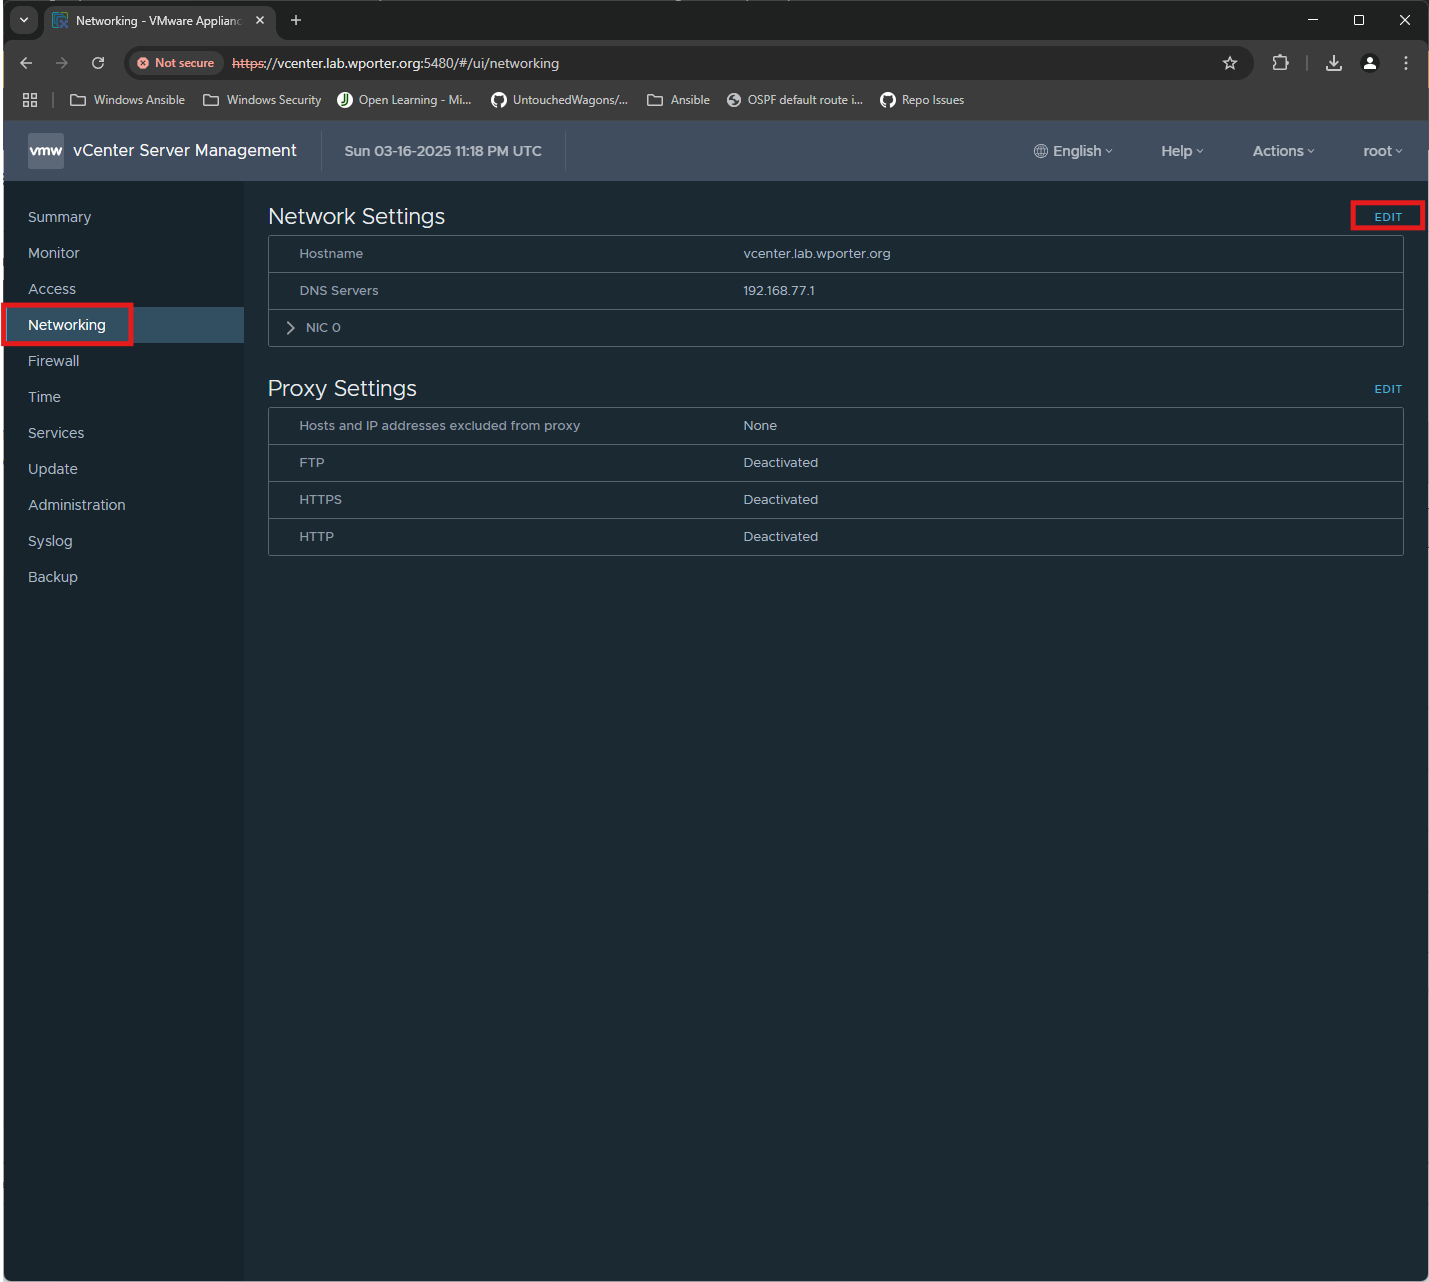 Networking - VMware Applianc
Not secure https://vcenter.lab.wporter.org:5480/#/ui/networking
Windows Ansible Windows Security Open Learning - Mi... UntouchedWagons/... Ansible OSPF default route i... Repo Issues
vmw vCenter Server Management Sun 03-16-2025 11:18 PM UTC English Help Actions root
Summary
Monitor
Access
Networking
Firewall
Time
Services
Update
Administration
Syslog
Backup
Network Settings EDIT
Hostname vcenter.lab.wporter.org
DNS Servers 192.168.77.1
NIC 0
Proxy Settings EDIT
Hosts and IP addresses excluded from proxy None
FTP Deactivated
HTTPS Deactivated
HTTP Deactivated